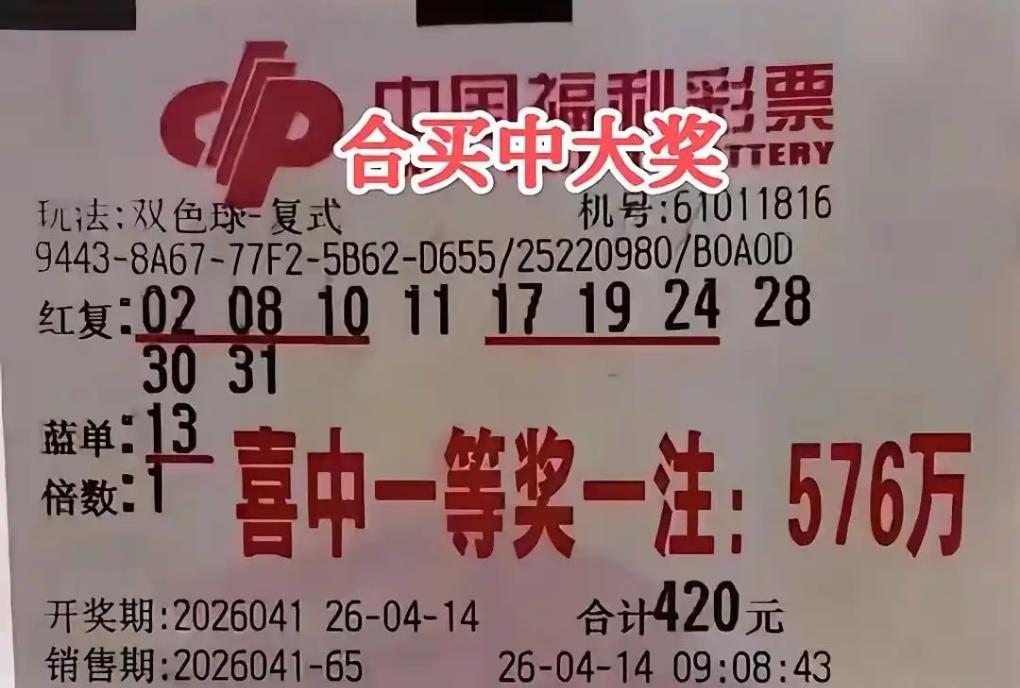 中国福利彩票
合买中大奖
TTERY
玩法:双色球-复式 机号:61011816
9443-8A67-77F2-5B62-D655/25220980/B0A0D
红复:02 08 10 11 17 19 24 28
30 31
蓝单:13
喜中一等奖一注:576万
倍数:1
开奖期:2026041 26-04-14 合计420元
销售期:2026041-65 26-04-14 09:08:43